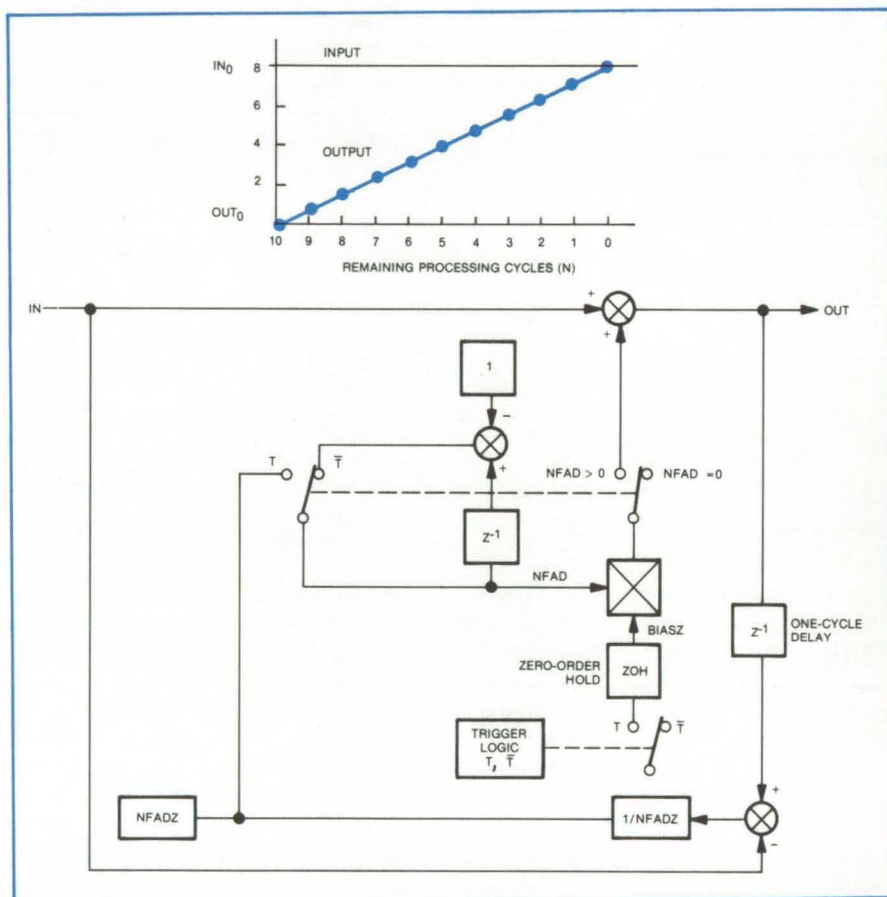 IN₀ 8
INPUT
6
4
OUTPUT
2
OUT₀
10 9 8 7 6 5 4 3 2 1 0
REMAINING PROCESSING CYCLES (N)
IN
+
+
OUT
1
−
T
T̅
+
NFAD > 0
NFAD = 0
Z⁻¹
NFAD
BIASZ
Z⁻¹
ONE-CYCLE
DELAY
ZERO-ORDER
HOLD
ZOH
T
T̅
TRIGGER
LOGIC
T, T̅
NFADZ
1/NFADZ
+
−